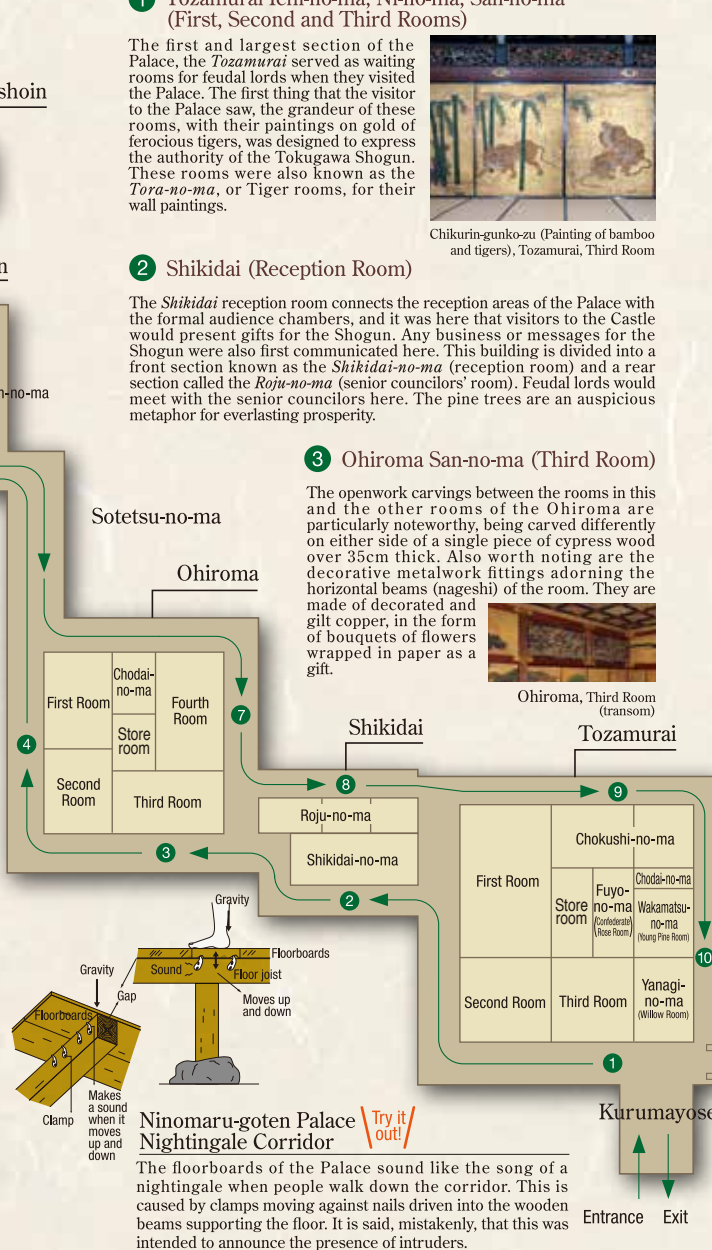 1 Tozamurai Ichi-no-ma, Ni-no-ma, San-no-ma
(First, Second and Third Rooms)
The first and largest section of the
Palace, the Tozamurai served as waiting
rooms for feudal lords when they visited
the Palace. The first thing that the visitor
to the Palace saw, the grandeur of these
rooms, with their paintings on gold of
ferocious tigers, was designed to express
the authority of the Tokugawa Shogun.
These rooms were also known as the
Tora-no-ma, or Tiger rooms, for their
wall paintings.
Chikurin-gunko-zu (Painting of bamboo
and tigers), Tozamurai, Third Room
shoin
n
2 Shikidai (Reception Room)
The Shikidai reception room connects the reception areas of the Palace with
the formal audience chambers, and it was here that visitors to the Castle
would present gifts for the Shogun. Any business or messages for the
Shogun were also first communicated here. This building is divided into a
front section known as the Shikidai-no-ma (reception room) and a rear
section called the Roju-no-ma (senior councilors' room). Feudal lords would
meet with the senior councilors here. The pine trees are an auspicious
metaphor for everlasting prosperity.
-no-ma
3 Ohiroma San-no-ma (Third Room)
The openwork carvings between the rooms in this
and the other rooms of the Ohiroma are
particularly noteworthy, being carved differently
on either side of a single piece of cypress wood
over 35cm thick. Also worth noting are the
decorative metalwork fittings adorning the
horizontal beams (nageshi) of the room. They are
made of decorated and
gilt copper, in the form
of bouquets of flowers
wrapped in paper as a
gift.
Ohiroma, Third Room
(transom)
Sotetsu-no-ma
Ohiroma
First Room
Chodai-
no-ma
Fourth
Room
Store
room
Second
Room
Third Room
4
7
3
Shikidai
8
Roju-no-ma
Shikidai-no-ma
2
Tozamurai
9
Chokushi-no-ma
First Room
Store
room
Fuyo-
no-ma
(Confederate
Rose Room)
Chodai-no-ma
Wakamatsu-
no-ma
(Young Pine Room)
10
Second Room
Third Room
Yanagi-
no-ma
(Willow Room)
1
Kurumayose
Entrance
Exit
Gravity
Floorboards
Sound
Floor joist
Moves up
and down
Gravity
Gap
Floorboards
Clamp
Makes
a sound
when it
moves
up and
down
Ninomaru-goten Palace
Nightingale Corridor
Try it
out!
The floorboards of the Palace sound like the song of a
nightingale when people walk down the corridor. This is
caused by clamps moving against nails driven into the wooden
beams supporting the floor. It is said, mistakenly, that this was
intended to announce the presence of intruders.